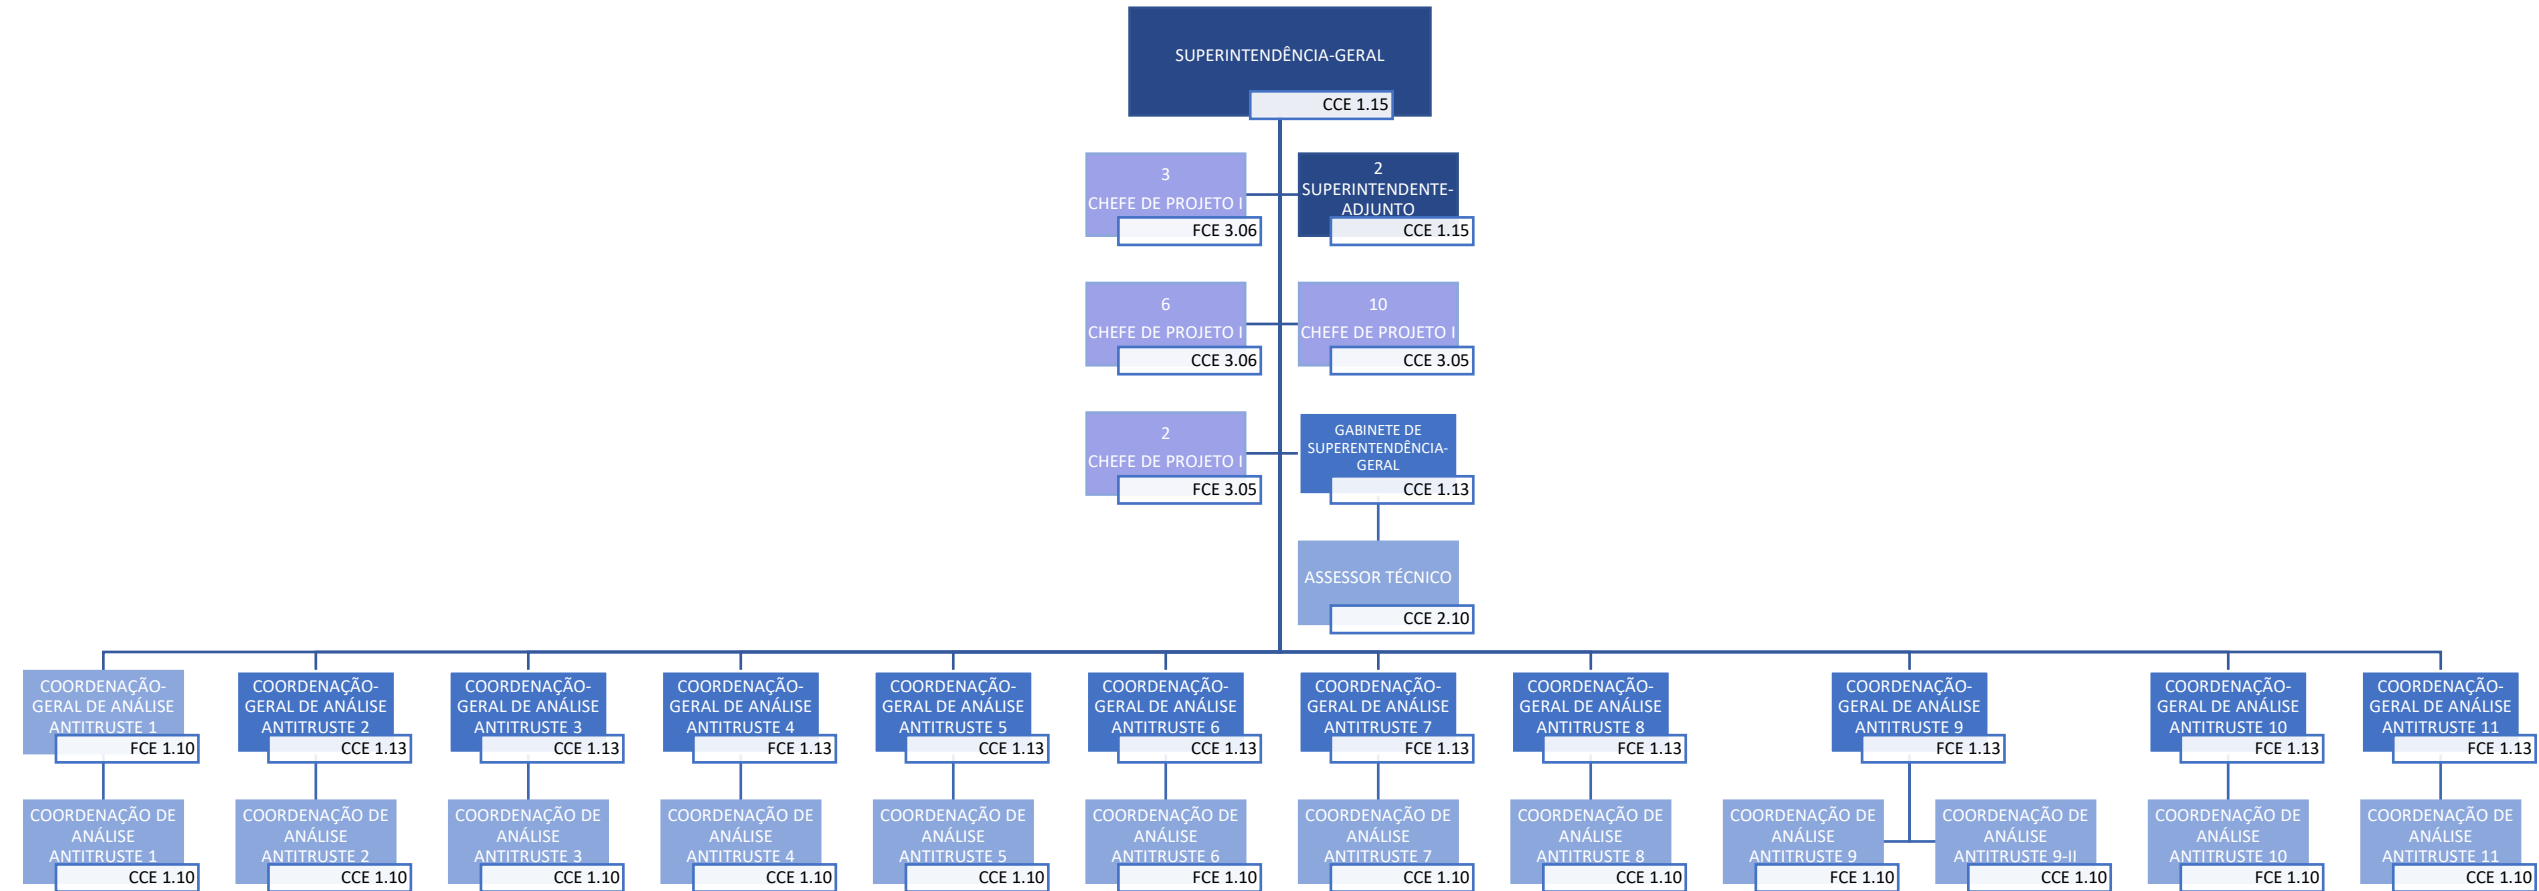 SUPERINTENDÊNCIA-GERAL
CCE 1.15
3
CHEFE DE PROJETO I
FCE 3.06
2
SUPERINTENDENTE-
ADJUNTO
CCE 1.15
6
CHEFE DE PROJETO I
CCE 3.06
10
CHEFE DE PROJETO I
CCE 3.05
2
CHEFE DE PROJETO I
FCE 3.05
GABINETE DE
SUPERENTENDÊNCIA-
GERAL
CCE 1.13
ASSESSOR TÉCNICO
CCE 2.10
COORDENAÇÃO-
GERAL DE ANÁLISE
ANTITRUSTE 1
FCE 1.10
COORDENAÇÃO-
GERAL DE ANÁLISE
ANTITRUSTE 2
CCE 1.13
COORDENAÇÃO-
GERAL DE ANÁLISE
ANTITRUSTE 3
CCE 1.13
COORDENAÇÃO-
GERAL DE ANÁLISE
ANTITRUSTE 4
FCE 1.13
COORDENAÇÃO-
GERAL DE ANÁLISE
ANTITRUSTE 5
CCE 1.13
COORDENAÇÃO-
GERAL DE ANÁLISE
ANTITRUSTE 6
CCE 1.13
COORDENAÇÃO-
GERAL DE ANÁLISE
ANTITRUSTE 7
FCE 1.13
COORDENAÇÃO-
GERAL DE ANÁLISE
ANTITRUSTE 8
FCE 1.13
COORDENAÇÃO-
GERAL DE ANÁLISE
ANTITRUSTE 9
FCE 1.13
COORDENAÇÃO-
GERAL DE ANÁLISE
ANTITRUSTE 10
FCE 1.13
COORDENAÇÃO-
GERAL DE ANÁLISE
ANTITRUSTE 11
FCE 1.13
COORDENAÇÃO DE
ANÁLISE
ANTITRUSTE 1
CCE 1.10
COORDENAÇÃO DE
ANÁLISE
ANTITRUSTE 2
CCE 1.10
COORDENAÇÃO DE
ANÁLISE
ANTITRUSTE 3
CCE 1.10
COORDENAÇÃO DE
ANÁLISE
ANTITRUSTE 4
CCE 1.10
COORDENAÇÃO DE
ANÁLISE
ANTITRUSTE 5
CCE 1.10
COORDENAÇÃO DE
ANÁLISE
ANTITRUSTE 6
FCE 1.10
COORDENAÇÃO DE
ANÁLISE
ANTITRUSTE 7
CCE 1.10
COORDENAÇÃO DE
ANÁLISE
ANTITRUSTE 8
CCE 1.10
COORDENAÇÃO DE
ANÁLISE
ANTITRUSTE 9
FCE 1.10
COORDENAÇÃO DE
ANÁLISE
ANTITRUSTE 9-II
CCE 1.10
COORDENAÇÃO DE
ANÁLISE
ANTITRUSTE 10
FCE 1.10
COORDENAÇÃO DE
ANÁLISE
ANTITRUSTE 11
CCE 1.10